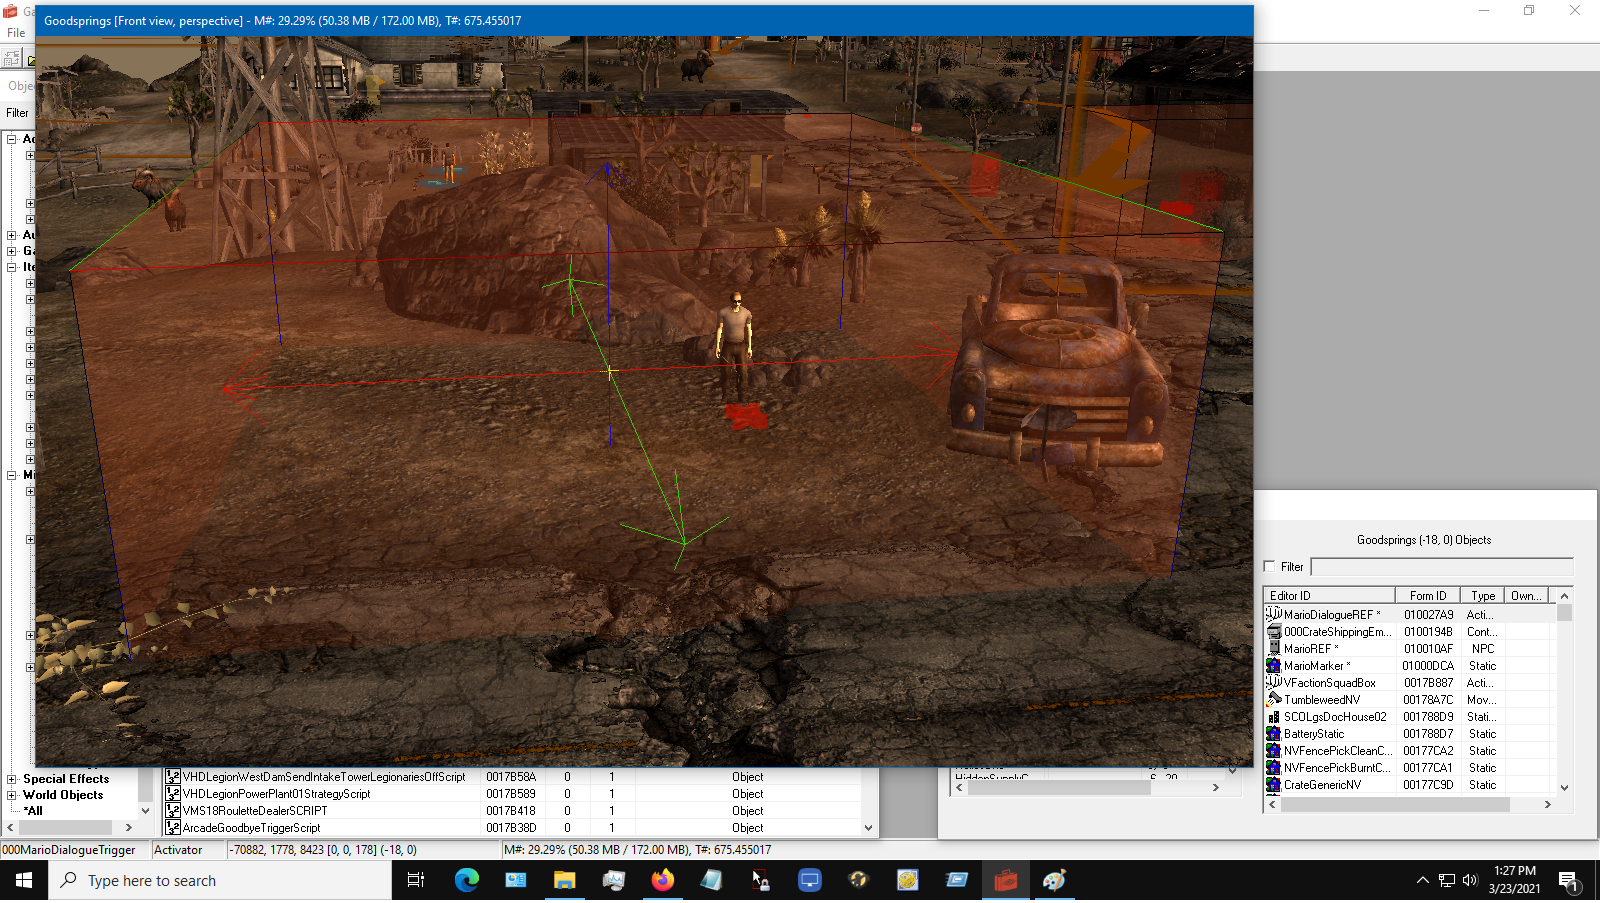 Ga
Goodsprings [Front view, perspective] - M#: 29.29% (50.38 MB / 172.00 MB), T#: 675.455017
File
Obje
Filter
Ac
Au
Ga
Ite
Mi
Special Effects
World Objects
*All
VHDLegionWestDamSendIntakeTowerLegionariesOffScript 0017B58A 0 1 Object
VHDLegionPowerPlant01StrategyScript 0017B589 0 1 Object
VMS18RouletteDealerSCRIPT 0017B418 0 1 Object
ArcadeGoodbyeTriggerScript 0017B38D 0 1 Object
Goodsprings (-18, 0) Objects
Filter
Editor ID Form ID Type Own...
MarioDialogueREF * 010027A9 Acti...
000CrateShippingEm... 0100194B Cont...
MarioREF * 010010AF NPC
MarioMarker * 01000DCA Static
VFactionSquadBox 0017B887 Acti...
TumbleweedNV 00178A7C Mov...
SCOLgsDocHouse02 001788D9 Stati...
BatteryStatic 001788D7 Static
NVFencePickCleanC... 00177CA2 Static
NVFencePickBurntC... 00177CA1 Static
CrateGenericNV 00177C9D Static
000MarioDialogueTrigger Activator -70882, 1778, 8423 [0, 0, 178] (-18, 0) M#: 29.29% (50.38 MB / 172.00 MB), T#: 675.455017
Type here to search
1:27 PM
3/23/2021
1